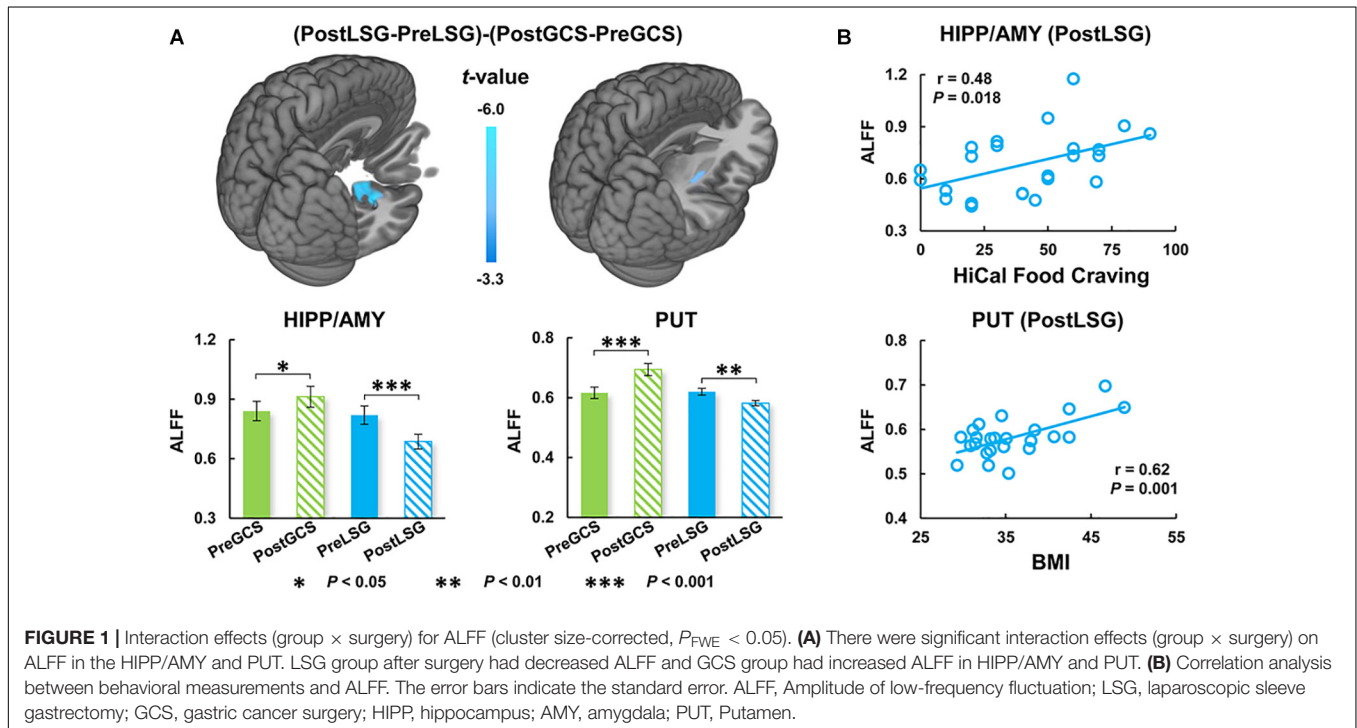 A
(PostLSG-PreLSG)-(PostGCS-PreGCS)
t-value
-6.0
-3.3
HIPP/AMY
ALFF
1.2
0.9
0.6
0.3
PreGCS
PostGCS
PreLSG
PostLSG
*
***
PUT
ALFF
0.8
0.6
0.4
0.2
PreGCS
PostGCS
PreLSG
PostLSG
***
**
* P < 0.05 ** P < 0.01 *** P < 0.001
B
HIPP/AMY (PostLSG)
r = 0.48
P = 0.018
ALFF
1.2
0.9
0.6
0.3
0 25 50 75 100
HiCal Food Craving
PUT (PostLSG)
ALFF
0.8
0.7
0.6
0.5
0.4
r = 0.62
P = 0.001
25 35 45 55
BMI
FIGURE 1 | Interaction effects (group × surgery) for ALFF (cluster size-corrected, PFWE < 0.05). (A) There were significant interaction effects (group × surgery) on
ALFF in the HIPP/AMY and PUT. LSG group after surgery had decreased ALFF and GCS group had increased ALFF in HIPP/AMY and PUT. (B) Correlation analysis
between behavioral measurements and ALFF. The error bars indicate the standard error. ALFF, Amplitude of low-frequency fluctuation; LSG, laparoscopic sleeve
gastrectomy; GCS, gastric cancer surgery; HIPP, hippocampus; AMY, amygdala; PUT, Putamen.